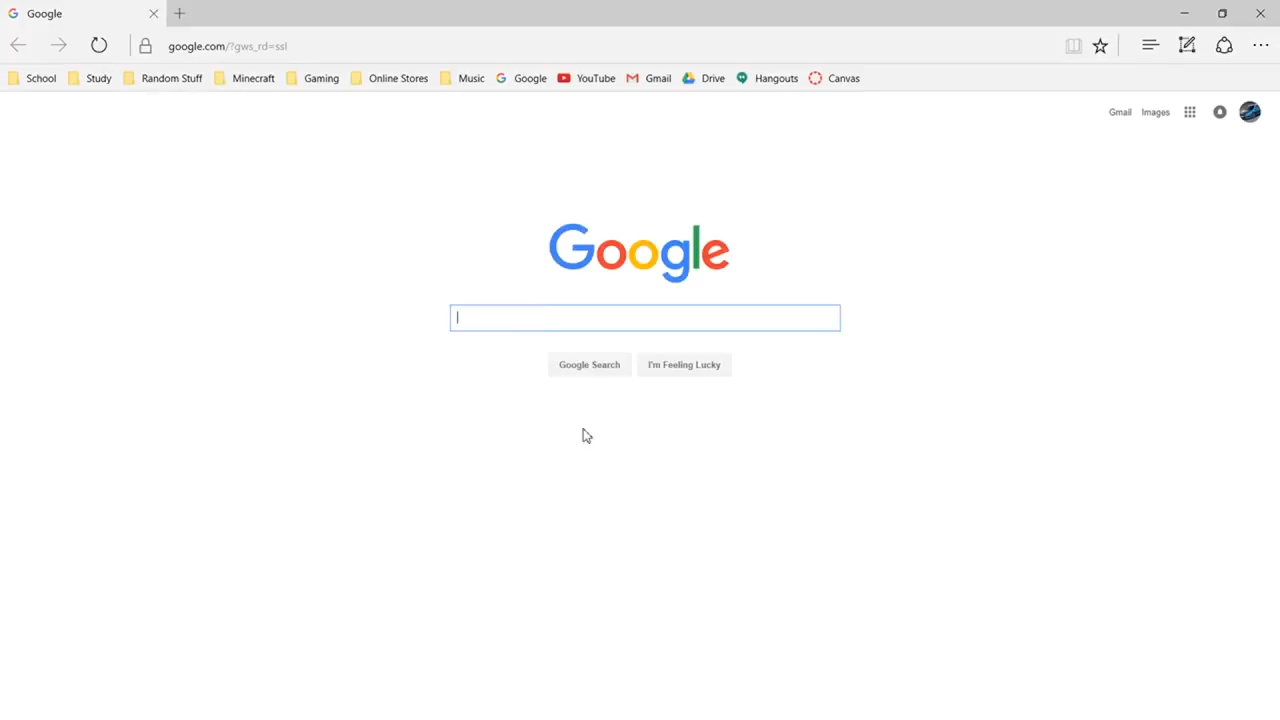 Google
google.com/?gws_rd=ssl
School Study Random Stuff Minecraft Gaming Online Stores Music Google YouTube Gmail Drive Hangouts Canvas
Gmail Images
Google
Google Search I'm Feeling Lucky